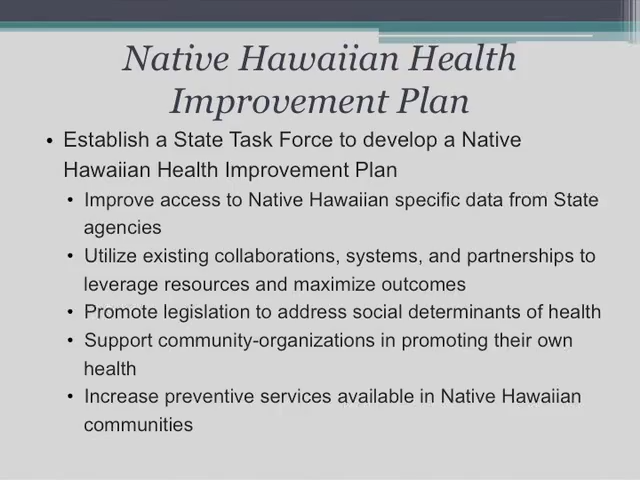 Native Hawaiian Health
Improvement Plan
• Establish a State Task Force to develop a Native
Hawaiian Health Improvement Plan
• Improve access to Native Hawaiian specific data from State
agencies
• Utilize existing collaborations, systems, and partnerships to
leverage resources and maximize outcomes
• Promote legislation to address social determinants of health
• Support community-organizations in promoting their own
health
• Increase preventive services available in Native Hawaiian
communities